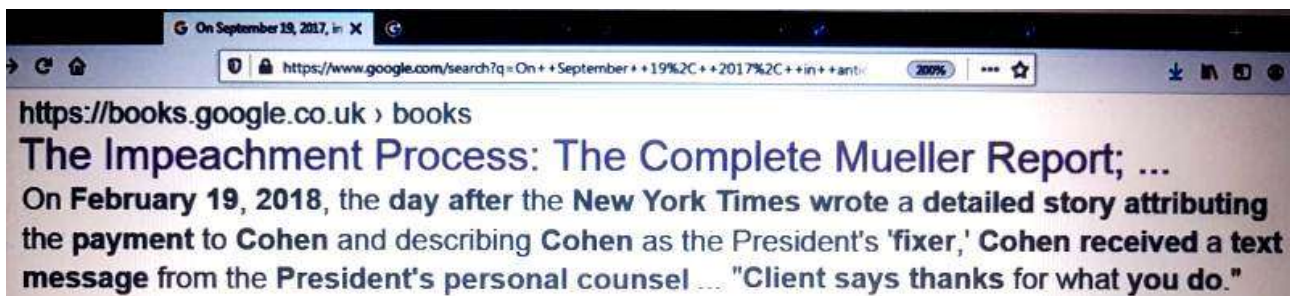 On September 19, 2017, in
https://www.google.com/search?q=On++September++19%2C++2017%2C++in++anti 200%
https://books.google.co.uk › books
The Impeachment Process: The Complete Mueller Report; ...
On February 19, 2018, the day after the New York Times wrote a detailed story attributing
the payment to Cohen and describing Cohen as the President's 'fixer,' Cohen received a text
message from the President's personal counsel ... "Client says thanks for what you do."